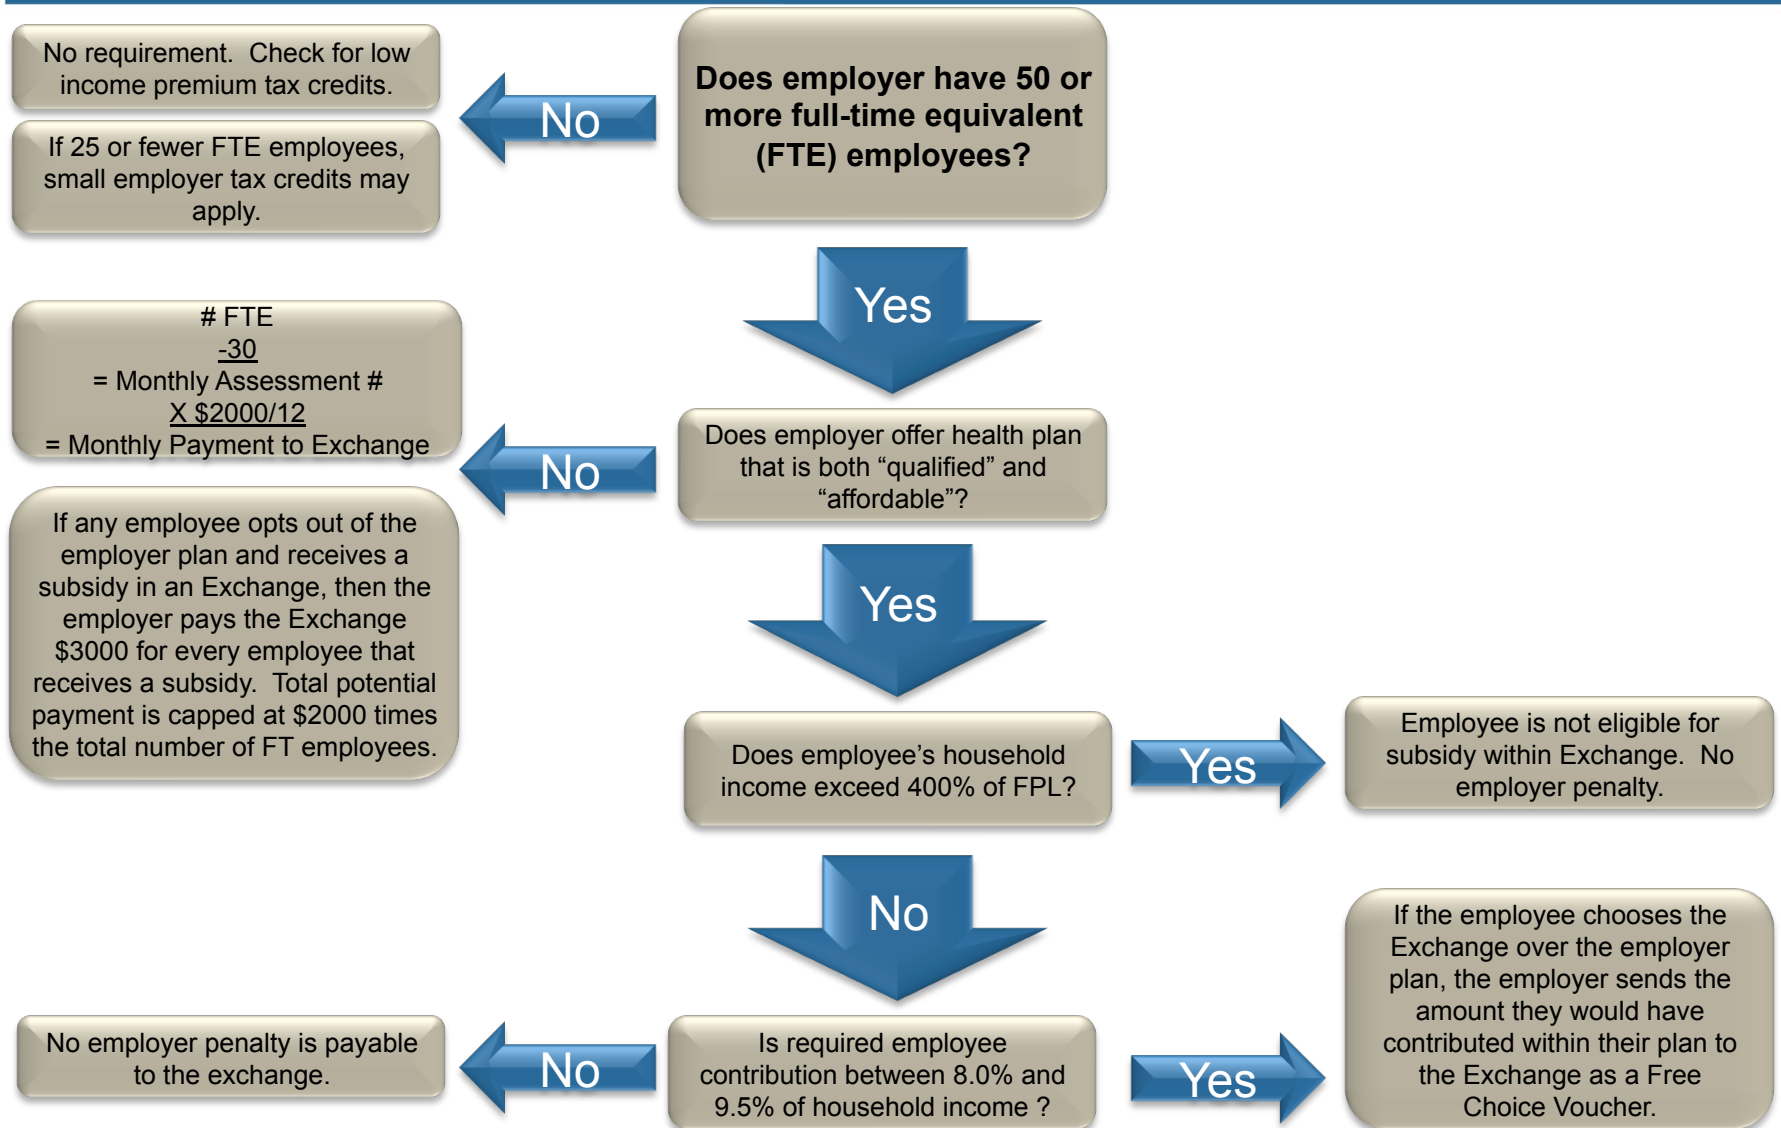 No requirement.  Check for low
income premium tax credits.
If 25 or fewer FTE employees,
small employer tax credits may
apply.
No
Does employer have 50 or
more full-time equivalent
(FTE) employees?
Yes
# FTE
-30
= Monthly Assessment #
X $2000/12
= Monthly Payment to Exchange
If any employee opts out of the
employer plan and receives a
subsidy in an Exchange, then the
employer pays the Exchange
$3000 for every employee that
receives a subsidy.  Total potential
payment is capped at $2000 times
the total number of FT employees.
No
Does employer offer health plan
that is both “qualified” and
“affordable”?
Yes
Does employee’s household
income exceed 400% of FPL?
Yes
Employee is not eligible for
subsidy within Exchange.  No
employer penalty.
No
No employer penalty is payable
to the exchange.
No
Is required employee
contribution between 8.0% and
9.5% of household income ?
Yes
If the employee chooses the
Exchange over the employer
plan, the employer sends the
amount they would have
contributed within their plan to
the Exchange as a Free
Choice Voucher.